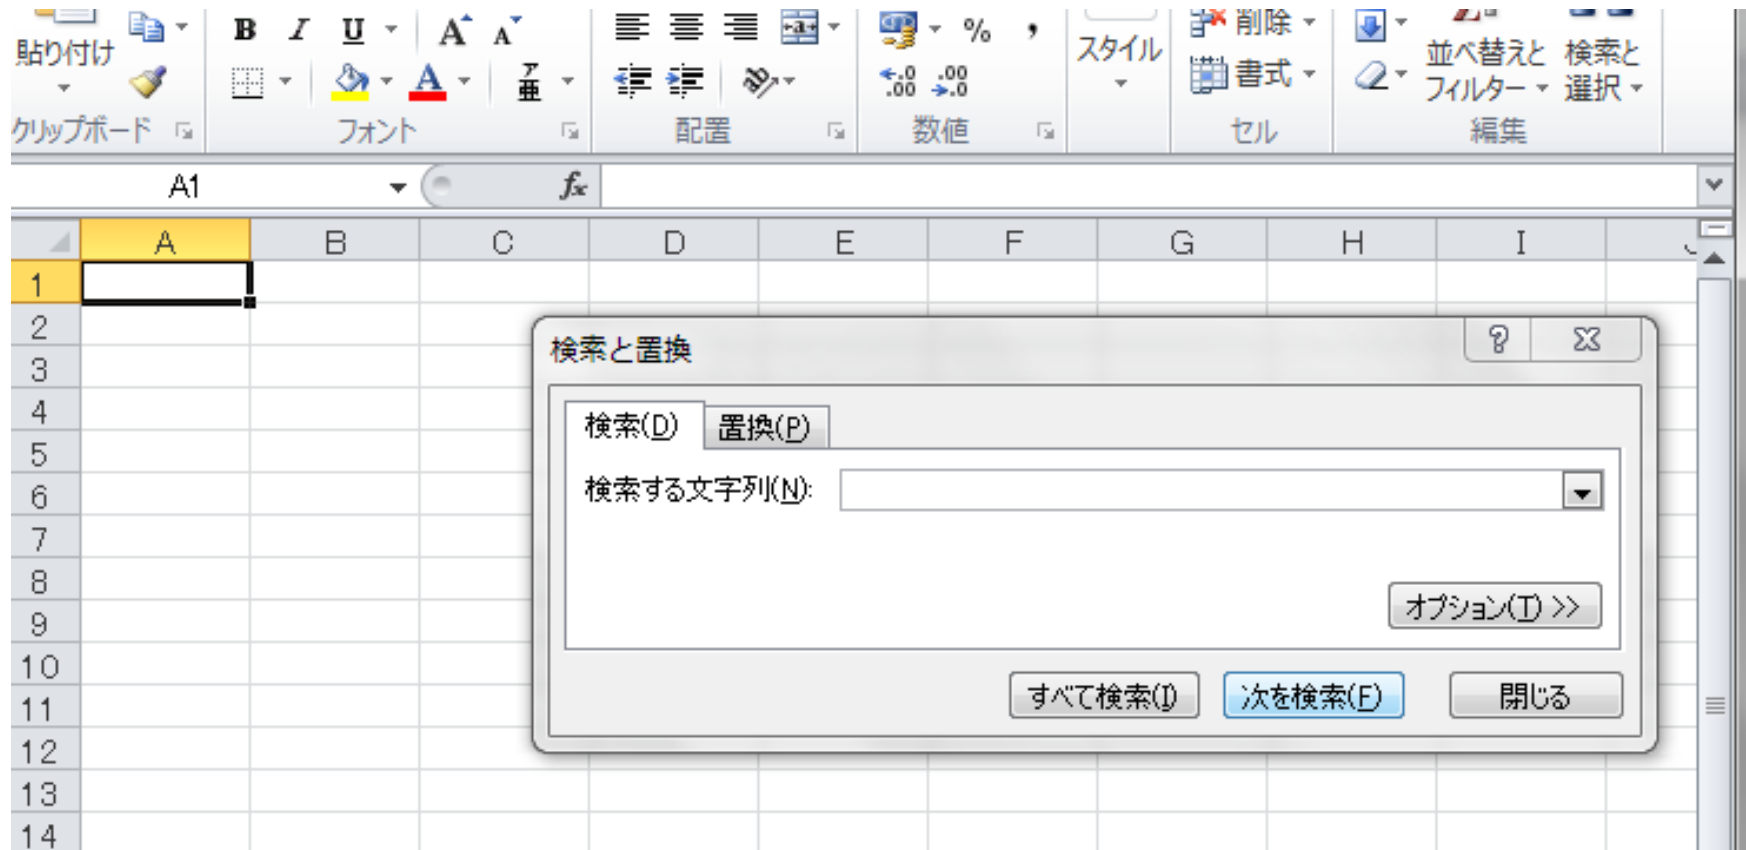 貼り付け
B I U A A
ア
亜
%
,
スタイル
削除
書式
並べ替えと
フィルター
検索と
選択
クリップボード
フォント
配置
数値
セル
編集
A1
fx
A B C D E F G H I
1
2
3
4
5
6
7
8
9
10
11
12
13
14
検索と置換
検索(D) 置換(P)
検索する文字列(N):
オプション(T) >>
すべて検索(I) 次を検索(F) 閉じる